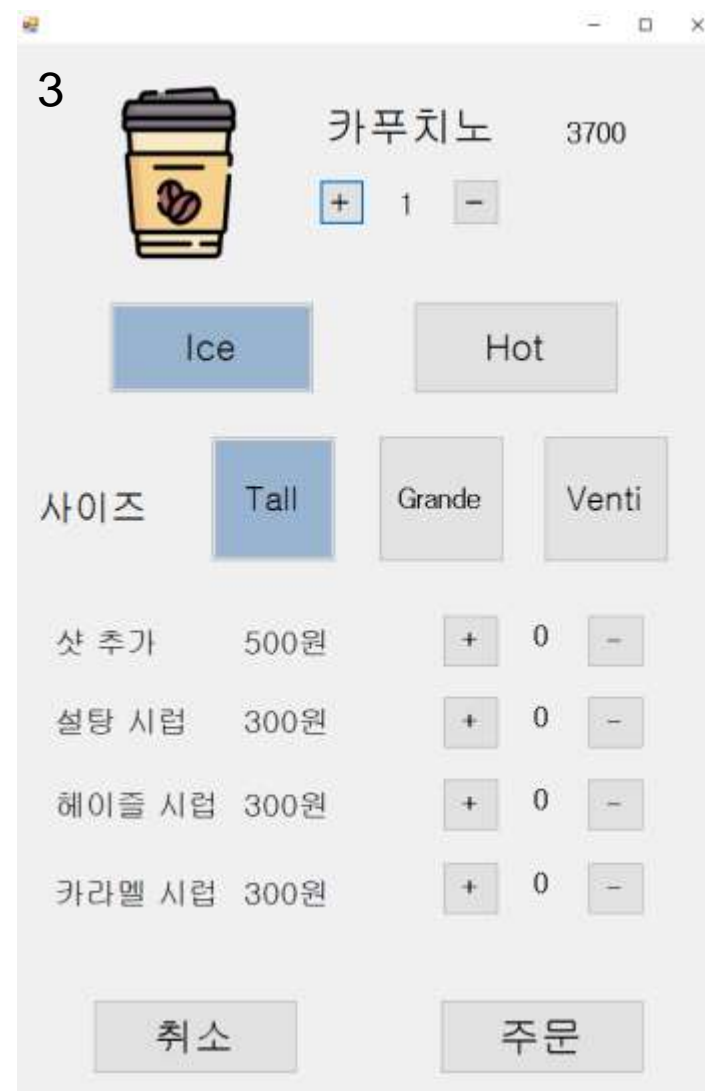 3
카푸치노 3700
+ 1 -
Ice Hot
사이즈 Tall Grande Venti
샷 추가 500원 + 0 -
설탕 시럽 300원 + 0 -
헤이즐 시럽 300원 + 0 -
카라멜 시럽 300원 + 0 -
취소 주문